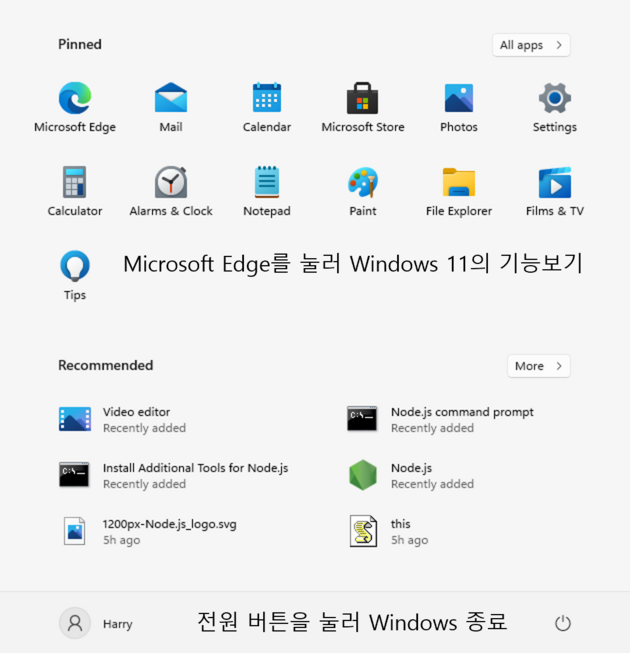 Pinned
All apps >
Microsoft Edge Mail Calendar Microsoft Store Photos Settings
Calculator Alarms & Clock Notepad Paint File Explorer Films & TV
Tips
Microsoft Edge를 눌러 Windows 11의 기능보기
Recommended
More >
Video editor
Recently added
Node.js command prompt
Recently added
Install Additional Tools for Node.js
Recently added
Node.js
Recently added
1200px-Node.js_logo.svg
5h ago
this
5h ago
Harry
전원 버튼을 눌러 Windows 종료